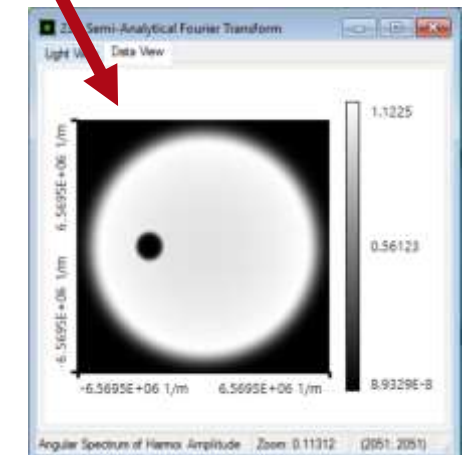 Semi-Analytical Fourier Transform
Light
Data View
1.1225
0.56123
8.9329E-8
6.5695E+06 1/m
-6.5695E+06 1/m
-6.5695E+06 1/m 6.5695E+06 1/m
Angular Spectrum of Harmo. Amplitude Zoom: 0.11312 (2051; 2051)